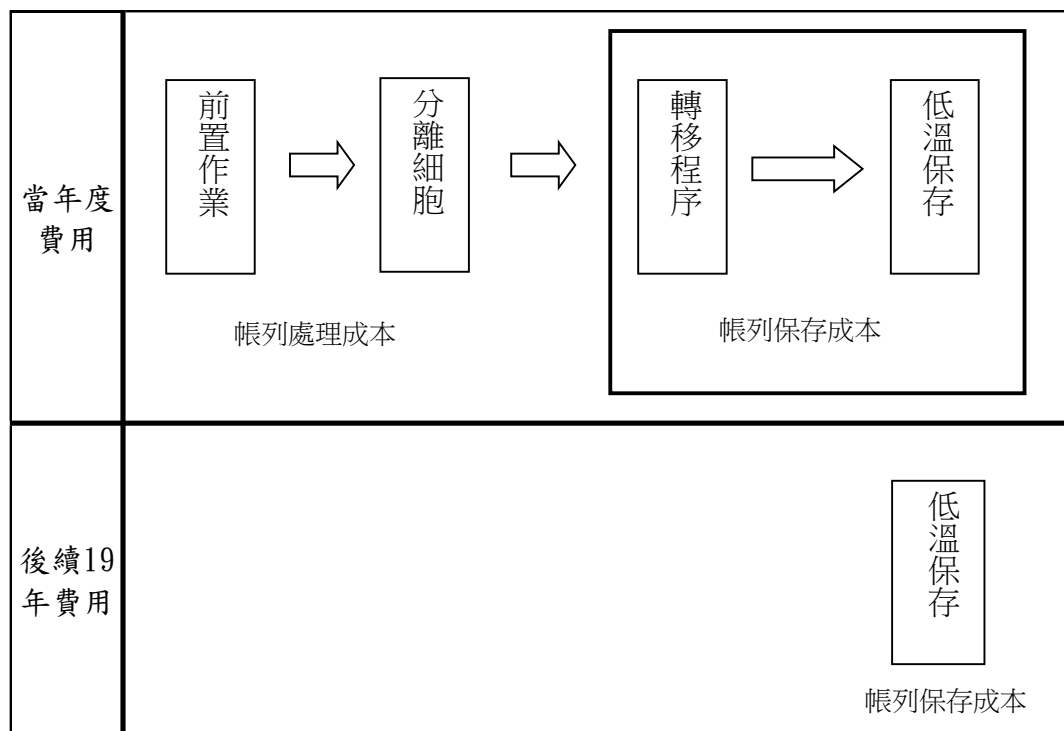 當年度
費用
前置作業
分離細胞
轉移程序
低溫保存
帳列處理成本
帳列保存成本
後續19
年費用
低溫保存
帳列保存成本